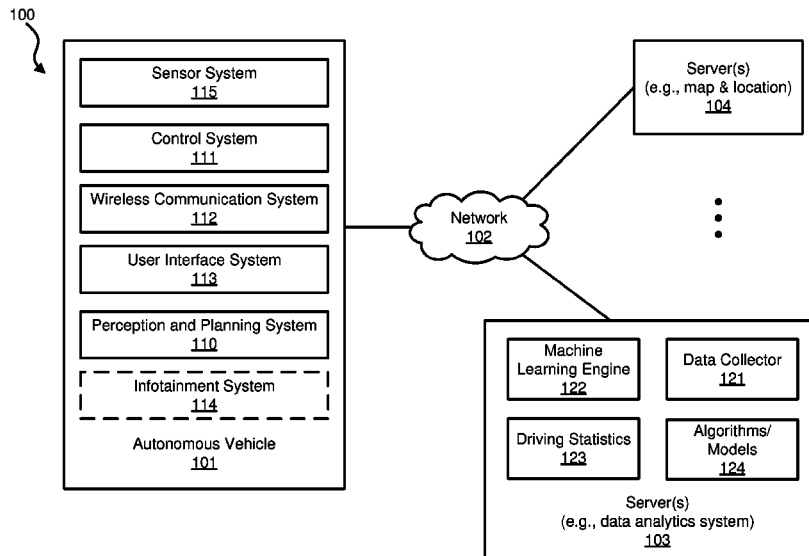 100
Sensor System
115
Control System
111
Wireless Communication System
112
User Interface System
113
Perception and Planning System
110
Infotainment System
114
Autonomous Vehicle
101
Network
102
Server(s)
(e.g., map & location)
104
Machine
Learning Engine
122
Data Collector
121
Driving Statistics
123
Algorithms/
Models
124
Server(s)
(e.g., data analytics system)
103